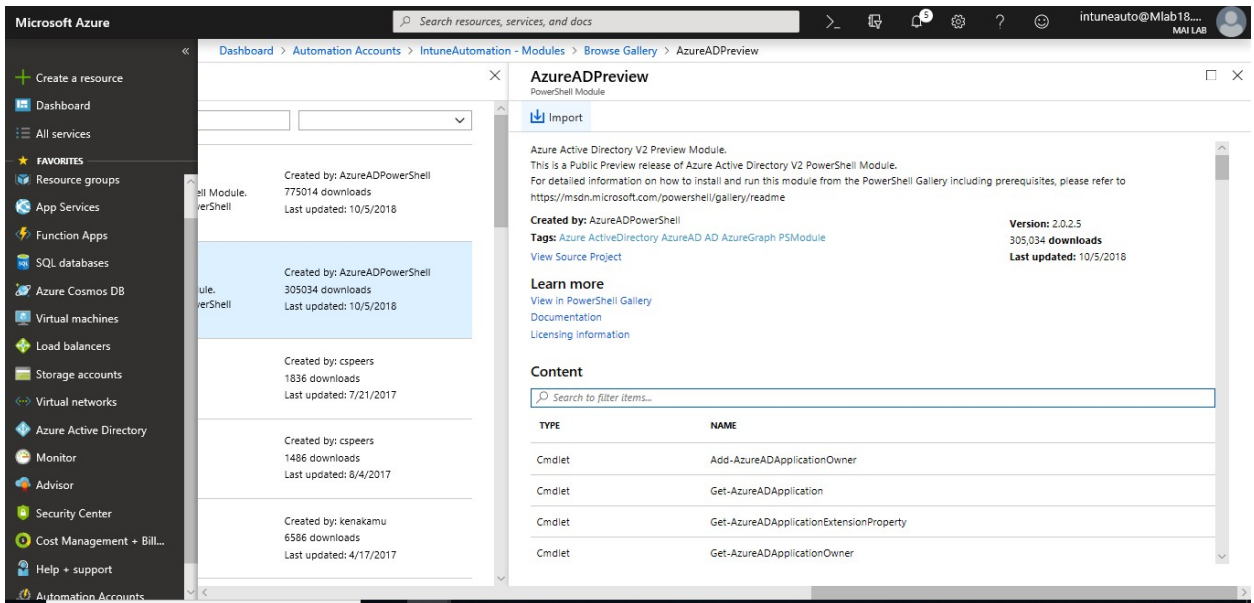 Microsoft Azure
Search resources, services, and docs
5
intuneauto@Mlab18....
MAI LAB
Dashboard > Automation Accounts > IntuneAutomation - Modules > Browse Gallery > AzureADPreview
Create a resource
Dashboard
All services
FAVORITES
Resource groups
App Services
Function Apps
SQL databases
Azure Cosmos DB
Virtual machines
Load balancers
Storage accounts
Virtual networks
Azure Active Directory
Monitor
Advisor
Security Center
Cost Management + Bill...
Help + support
Automation Accounts
ell Module.
verShell
Created by: AzureADPowerShell
775014 downloads
Last updated: 10/5/2018
ule.
verShell
Created by: AzureADPowerShell
305034 downloads
Last updated: 10/5/2018
Created by: cspeers
1836 downloads
Last updated: 7/21/2017
Created by: cspeers
1486 downloads
Last updated: 8/4/2017
Created by: kenakamu
6586 downloads
Last updated: 4/17/2017
AzureADPreview
PowerShell Module
Import
Azure Active Directory V2 Preview Module.
This is a Public Preview release of Azure Active Directory V2 PowerShell Module.
For detailed information on how to install and run this module from the PowerShell Gallery including prerequisites, please refer to
https://msdn.microsoft.com/powershell/gallery/readme
Created by: AzureADPowerShell
Tags: Azure ActiveDirectory AzureAD AD AzureGraph PSModule
View Source Project
Version: 2.0.2.5
305,034 downloads
Last updated: 10/5/2018
Learn more
View in PowerShell Gallery
Documentation
Licensing information
Content
Search to filter items...
TYPE NAME
Cmdlet Add-AzureADApplicationOwner
Cmdlet Get-AzureADApplication
Cmdlet Get-AzureADApplicationExtensionProperty
Cmdlet Get-AzureADApplicationOwner